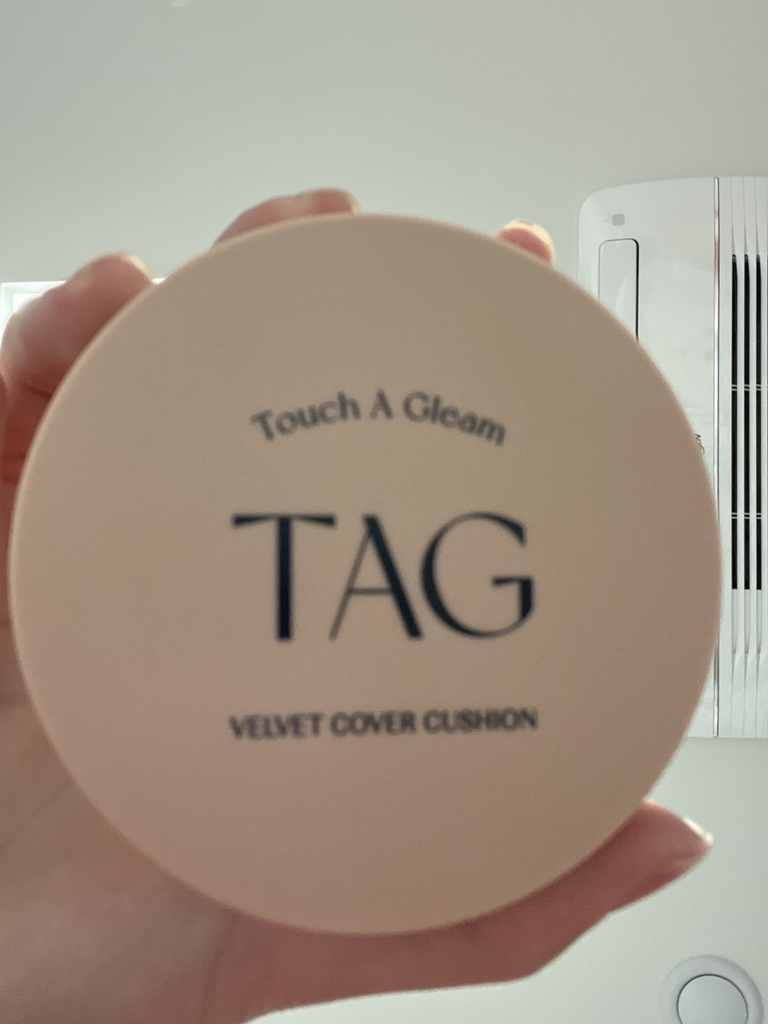 Touch A Gleam
TAG
VELVET COVER CUSHION